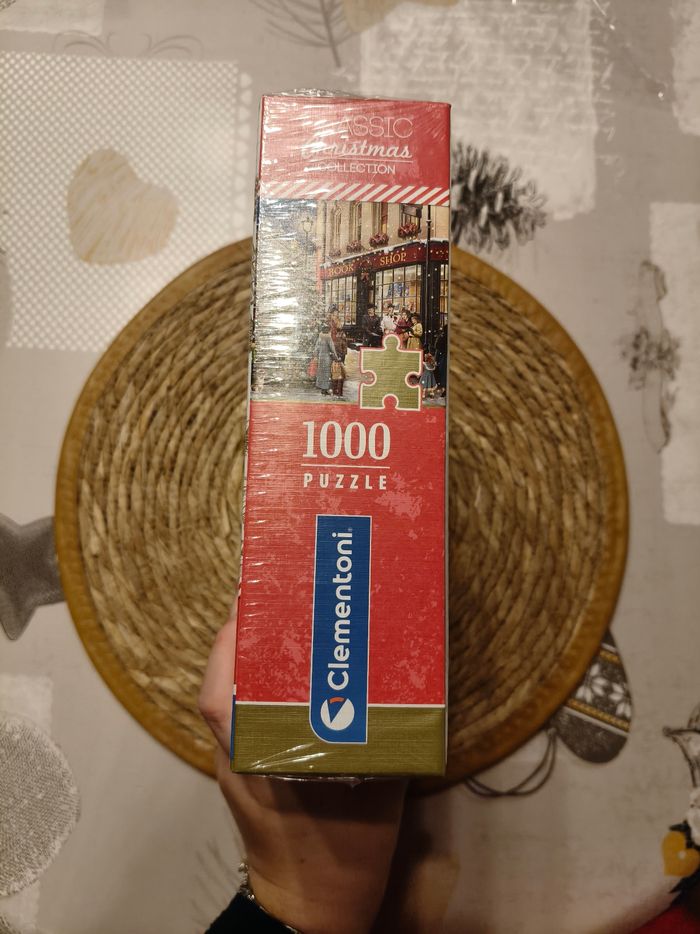 CLASSIC
Christmas
COLLECTION
BOOK SHOP
1000
PUZZLE
Clementoni